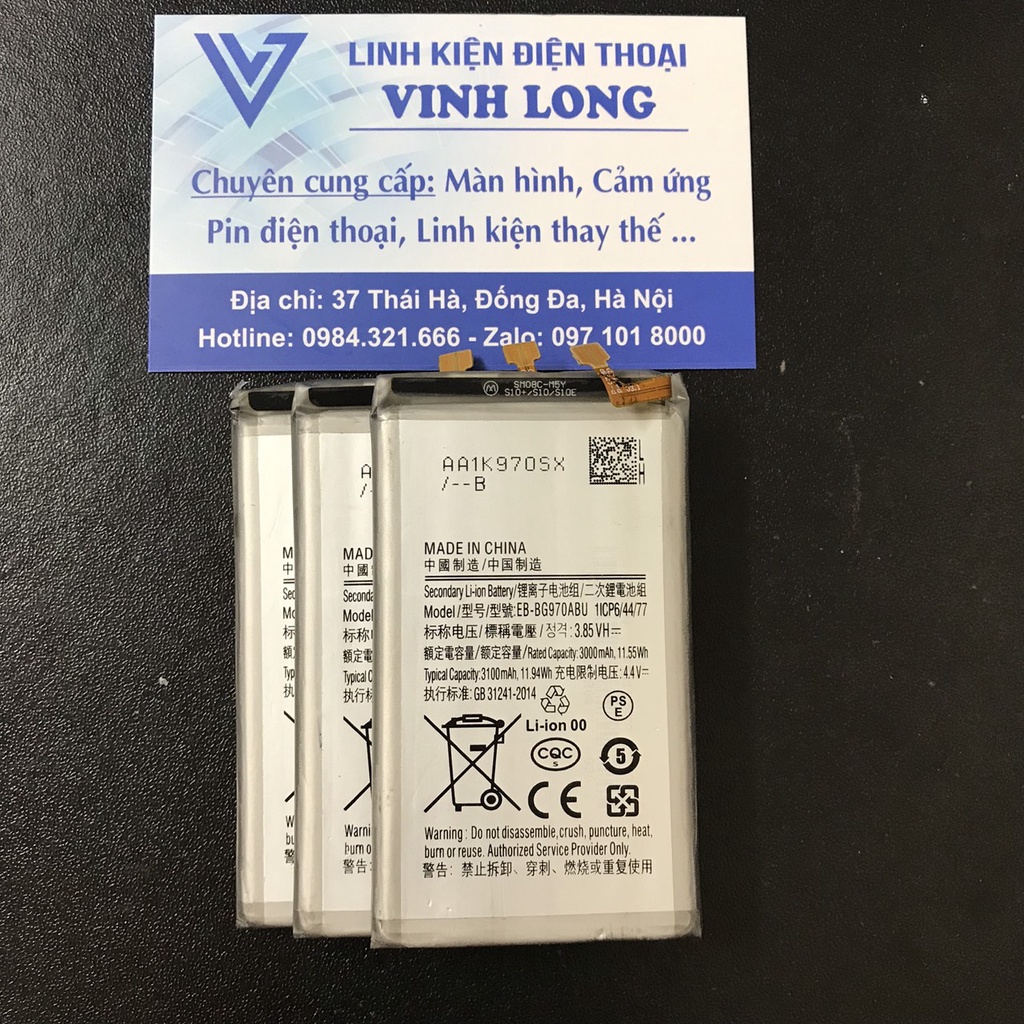 LINH KIỆN ĐIỆN THOẠI
VINH LONG
Chuyên cung cấp: Màn hình, Cảm ứng
Pin điện thoại, Linh kiện thay thế ...
Địa chỉ: 37 Thái Hà, Đống Đa, Hà Nội
Hotline: 0984.321.666 - Zalo: 097 101 8000
SM08C-M5Y
S10+/S10/S10E
AA1K970SX
/--B
LH
MADE IN CHINA
中國制造/中国制造
Secondary Li-ion Battery/锂离子电池组/二次鋰電池組
Model/型号/型號:EB-BG970ABU 1ICP6/44/77
标称电压/標稱電壓/정격:3.85VH⎓
額定電容量/额定容量/Rated Capacity:3000mAh, 11.55Wh
Typical Capacity:3100mAh, 11.94Wh 充电限制电压:4.4V⎓
执行标准:GB 31241-2014
PS
E
Li-ion 00
CQC
S
5
CE
Warning: Do not disassemble,crush, puncture, heat,
burn or reuse. Authorized Service Provider Only.
警告: 禁止拆卸、穿刺、燃烧或重复使用